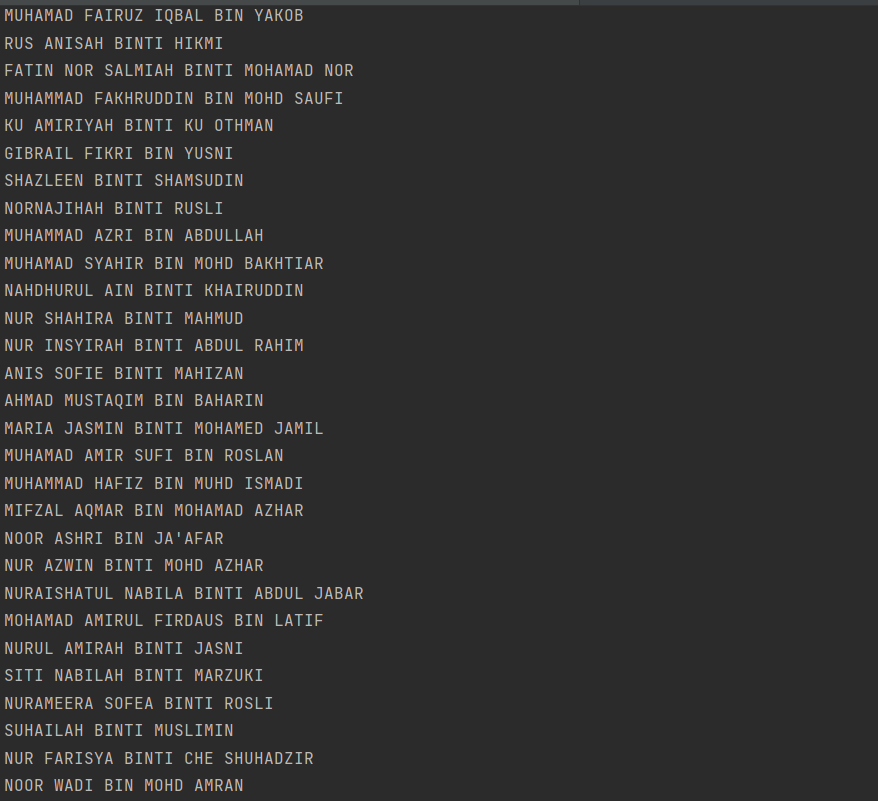 MUHAMAD FAIRUZ IQBAL BIN YAKOB
RUS ANISAH BINTI HIKMI
FATIN NOR SALMIAH BINTI MOHAMAD NOR
MUHAMMAD FAKHRUDDIN BIN MOHD SAUFI
KU AMIRIYAH BINTI KU OTHMAN
GIBRAIL FIKRI BIN YUSNI
SHAZLEEN BINTI SHAMSUDIN
NORNAJIHAH BINTI RUSLI
MUHAMMAD AZRI BIN ABDULLAH
MUHAMAD SYAHIR BIN MOHD BAKHTIAR
NAHDHURUL AIN BINTI KHAIRUDDIN
NUR SHAHIRA BINTI MAHMUD
NUR INSYIRAH BINTI ABDUL RAHIM
ANIS SOFIE BINTI MAHIZAN
AHMAD MUSTAQIM BIN BAHARIN
MARIA JASMIN BINTI MOHAMED JAMIL
MUHAMAD AMIR SUFI BIN ROSLAN
MUHAMMAD HAFIZ BIN MUHD ISMADI
MIFZAL AQMAR BIN MOHAMAD AZHAR
NOOR ASHRI BIN JA'AFAR
NUR AZWIN BINTI MOHD AZHAR
NURAISHATUL NABILA BINTI ABDUL JABAR
MOHAMAD AMIRUL FIRDAUS BIN LATIF
NURUL AMIRAH BINTI JASNI
SITI NABILAH BINTI MARZUKI
NURAMEERA SOFEA BINTI ROSLI
SUHAILAH BINTI MUSLIMIN
NUR FARISYA BINTI CHE SHUHADZIR
NOOR WADI BIN MOHD AMRAN